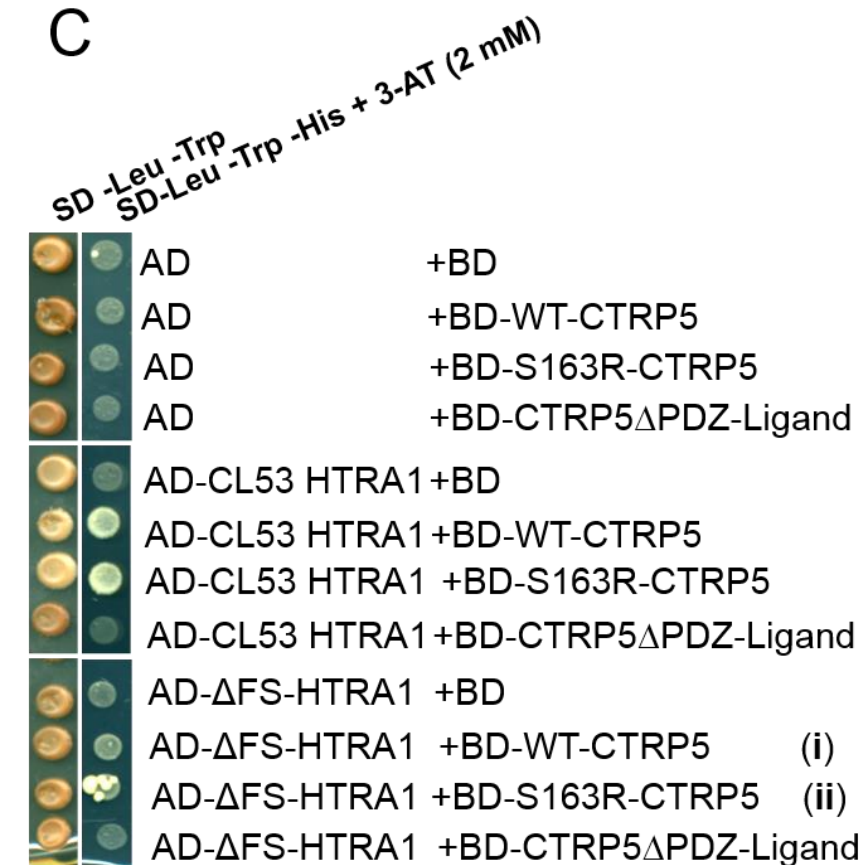 C
SD -Leu -Trp
SD-Leu -Trp -His + 3-AT (2 mM)
AD +BD
AD +BD-WT-CTRP5
AD +BD-S163R-CTRP5
AD +BD-CTRP5ΔPDZ-Ligand
AD-CL53 HTRA1+BD
AD-CL53 HTRA1+BD-WT-CTRP5
AD-CL53 HTRA1 +BD-S163R-CTRP5
AD-CL53 HTRA1+BD-CTRP5ΔPDZ-Ligand
AD-ΔFS-HTRA1 +BD
AD-ΔFS-HTRA1 +BD-WT-CTRP5 (i)
AD-ΔFS-HTRA1 +BD-S163R-CTRP5 (ii)
AD-ΔFS-HTRA1 +BD-CTRP5ΔPDZ-Ligand